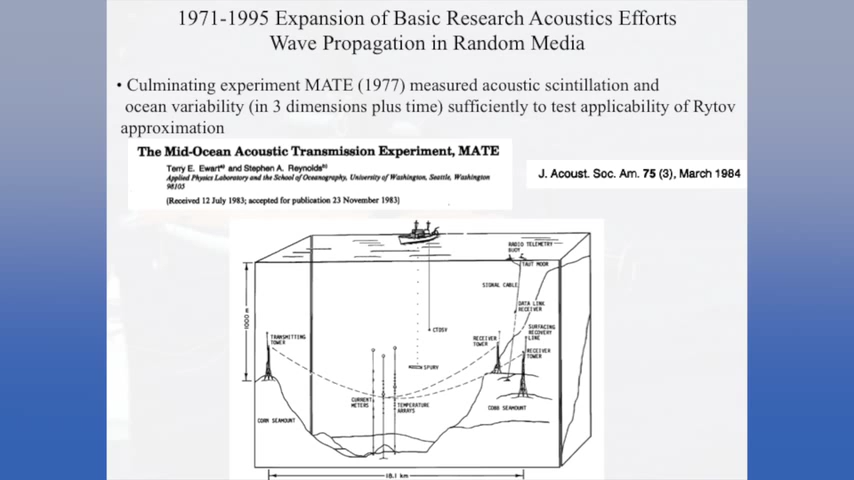 1971-1995 Expansion of Basic Research Acoustics Efforts
Wave Propagation in Random Media
• Culminating experiment MATE (1977) measured acoustic scintillation and
ocean variability (in 3 dimensions plus time) sufficiently to test applicability of Rytov
approximation
The Mid-Ocean Acoustic Transmission Experiment, MATE
Terry E. Ewart and Stephen A. Reynolds
Applied Physics Laboratory and the School of Oceanography, University of Washington, Seattle, Washington
98105
(Received 12 July 1983; accepted for publication 23 November 1983)
J. Acoust. Soc. Am. 75 (3), March 1984
RADIO TELEMETRY
BUOY
TAUT MOOR
SIGNAL CABLE
DATA LINE
RECEIVER
1000 m
CTDSV
SURFACING
RECOVERY
LINE
TRANSMITTING
TOWER
RECEIVER
TOWER
RECEIVER
TOWER
SPURV
CURRENT
METERS
TEMPERATURE
ARRAYS
COBB SEAMOUNT
COBB SEAMOUNT
18.1 km